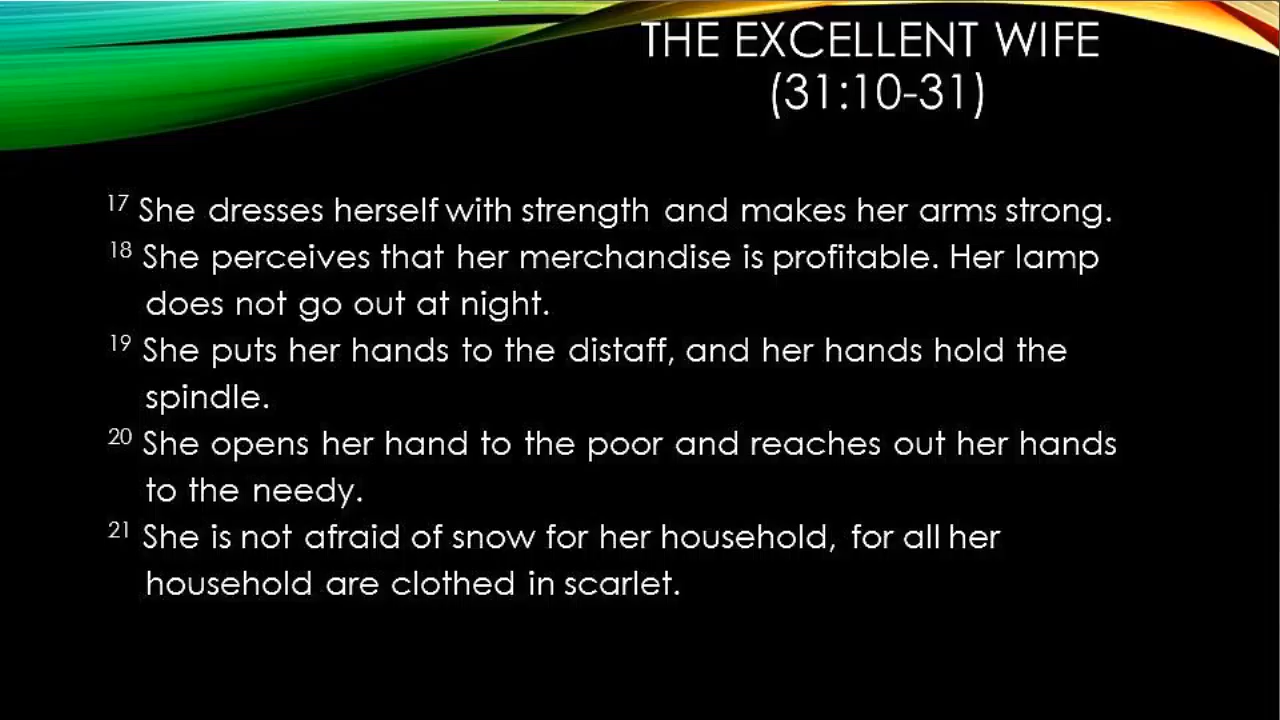 THE EXCELLENT WIFE
(31:10-31)
17 She dresses herself with strength and makes her arms strong.
18 She perceives that her merchandise is profitable. Her lamp
does not go out at night.
19 She puts her hands to the distaff, and her hands hold the
spindle.
20 She opens her hand to the poor and reaches out her hands
to the needy.
21 She is not afraid of snow for her household, for all her
household are clothed in scarlet.